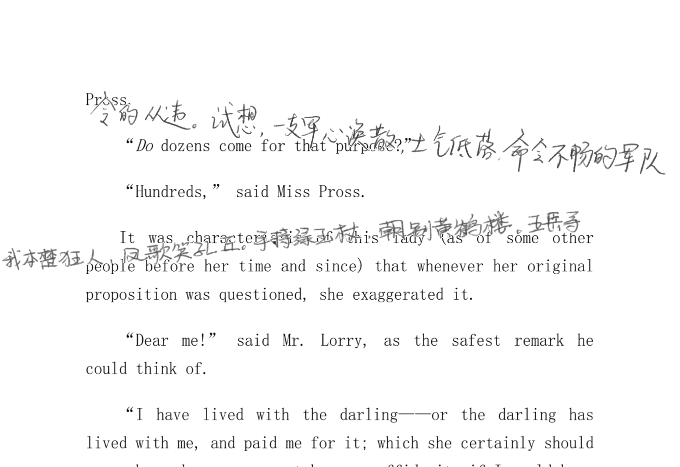 Pross.
令的从违。试想，一支军心涣散，士气低落，命令不畅的军队
“Do dozens come for that purpose?”
“Hundreds,” said Miss Pross.
It was characteristic of this lady (as of some other
我本楚狂人，凤歌笑孔丘。手持绿玉杖，朝别黄鹤楼。五岳寻
people before her time and since) that whenever her original
proposition was questioned, she exaggerated it.
“Dear me!” said Mr. Lorry, as the safest remark he
could think of.
“I have lived with the darling——or the darling has
lived with me, and paid me for it; which she certainly should